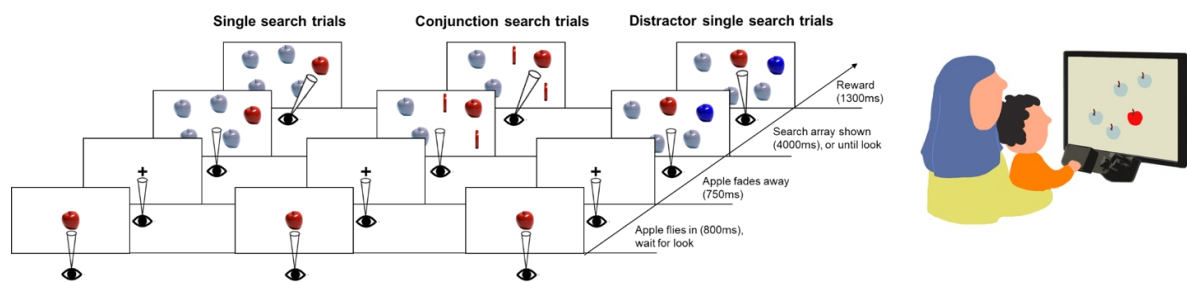 Single search trials
Conjunction search trials
Distractor single search trials
Reward
(1300ms)
Search array shown
(4000ms), or until look
Apple fades away
(750ms)
Apple flies in (800ms),
wait for look